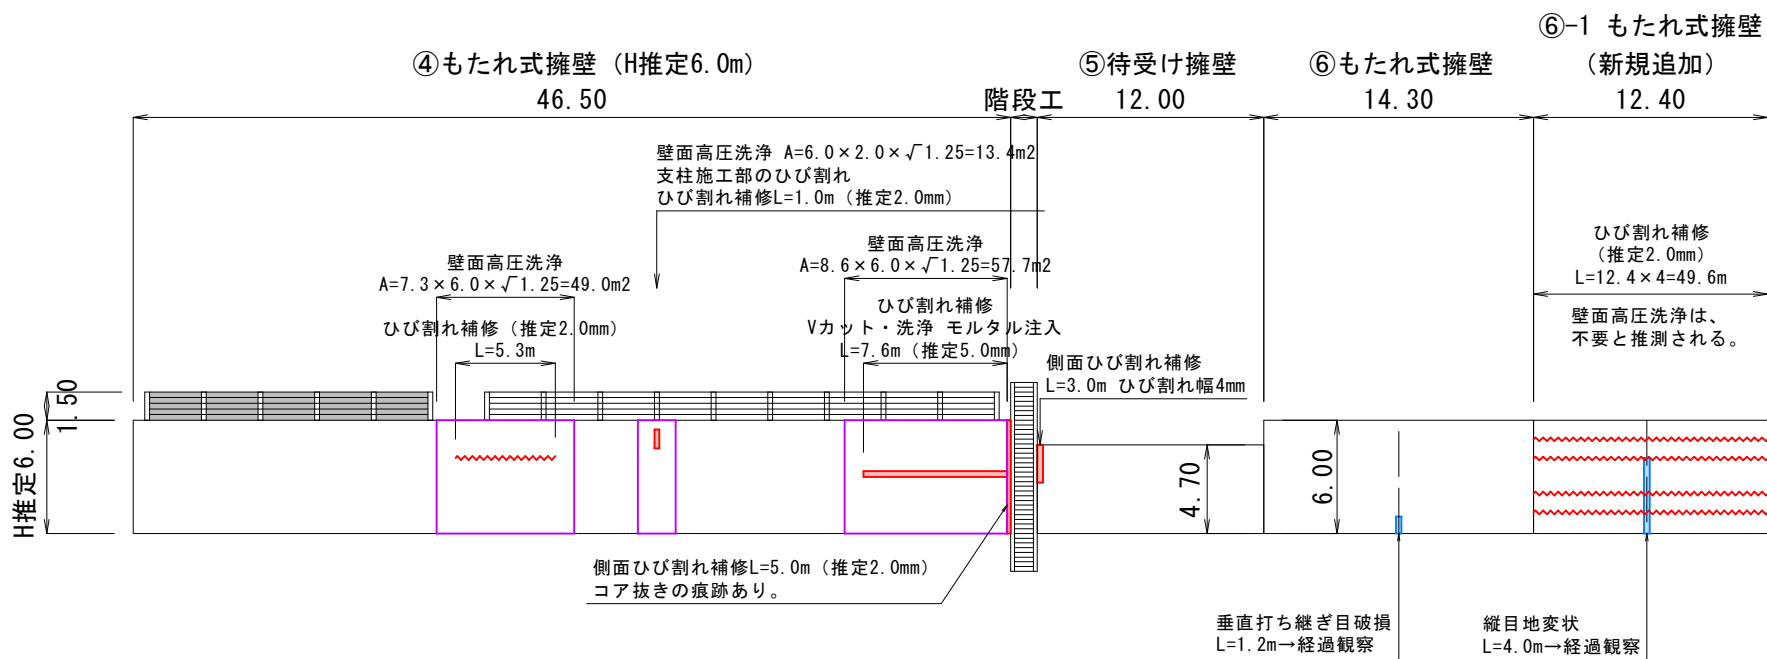 ④もたれ式擁壁（H推定6.0m）
46.50
階段工
⑤待受け擁壁
12.00
⑥もたれ式擁壁
14.30
⑥-1 もたれ式擁壁
（新規追加）
12.40
壁面高圧洗浄 A=6.0×2.0×√1.25=13.4m2
支柱施工部のひび割れ
ひび割れ補修L=1.0m（推定2.0mm）
壁面高圧洗浄
A=7.3×6.0×√1.25=49.0m2
ひび割れ補修（推定2.0mm）
L=5.3m
壁面高圧洗浄
A=8.6×6.0×√1.25=57.7m2
ひび割れ補修
Vカット・洗浄 モルタル注入
L=7.6m（推定5.0mm）
側面ひび割れ補修
L=3.0m ひび割れ幅4mm
ひび割れ補修
（推定2.0mm）
L=12.4×4=49.6m
壁面高圧洗浄は、
不要と推測される。
1.50
H推定6.00
4.70
6.00
側面ひび割れ補修L=5.0m（推定2.0mm）
コア抜きの痕跡あり。
垂直打ち継ぎ目破損
L=1.2m→経過観察
縦目地変状
L=4.0m→経過観察